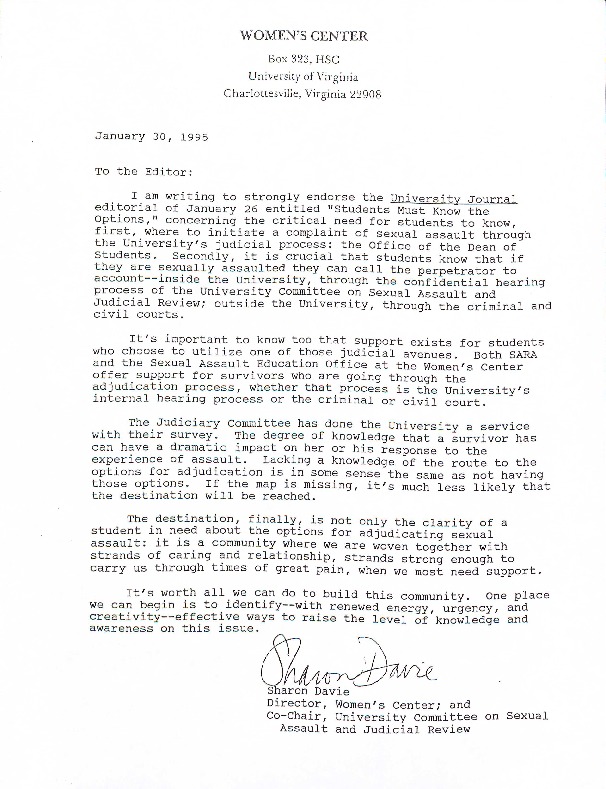 WOMEN'S CENTER
Box 323, HSC
University of Virginia
Charlottesville, Virginia 22908
January 30, 1995
To the Editor:
I am writing to strongly endorse the University Journal
editorial of January 26 entitled "Students Must Know the
Options," concerning the critical need for students to know,
first, where to initiate a complaint of sexual assault through
the University's judicial process: the Office of the Dean of
Students. Secondly, it is crucial that students know that if
they are sexually assaulted they can call the perpetrator to
account--inside the University, through the confidential hearing
process of the University Committee on Sexual Assault and
Judicial Review; outside the University, through the criminal and
civil courts.
It's important to know too that support exists for students
who choose to utilize one of those judicial avenues. Both SARA
and the Sexual Assault Education Office at the Women's Center
offer support for survivors who are going through the
adjudication process, whether that process is the University's
internal hearing process or the criminal or civil court.
The Judiciary Committee has done the University a service
with their survey. The degree of knowledge that a survivor has
can have a dramatic impact on her or his response to the
experience of assault. Lacking a knowledge of the route to the
options for adjudication is in some sense the same as not having
those options. If the map is missing, it's much less likely that
the destination will be reached.
The destination, finally, is not only the clarity of a
student in need about the options for adjudicating sexual
assault: it is a community where we are woven together with
strands of caring and relationship, strands strong enough to
carry us through times of great pain, when we most need support.
It's worth all we can do to build this community. One place
we can begin is to identify--with renewed energy, urgency, and
creativity--effective ways to raise the level of knowledge and
awareness on this issue.
Sharon Davie
Sharon Davie
Director, Women's Center; and
Co-Chair, University Committee on Sexual
Assault and Judicial Review